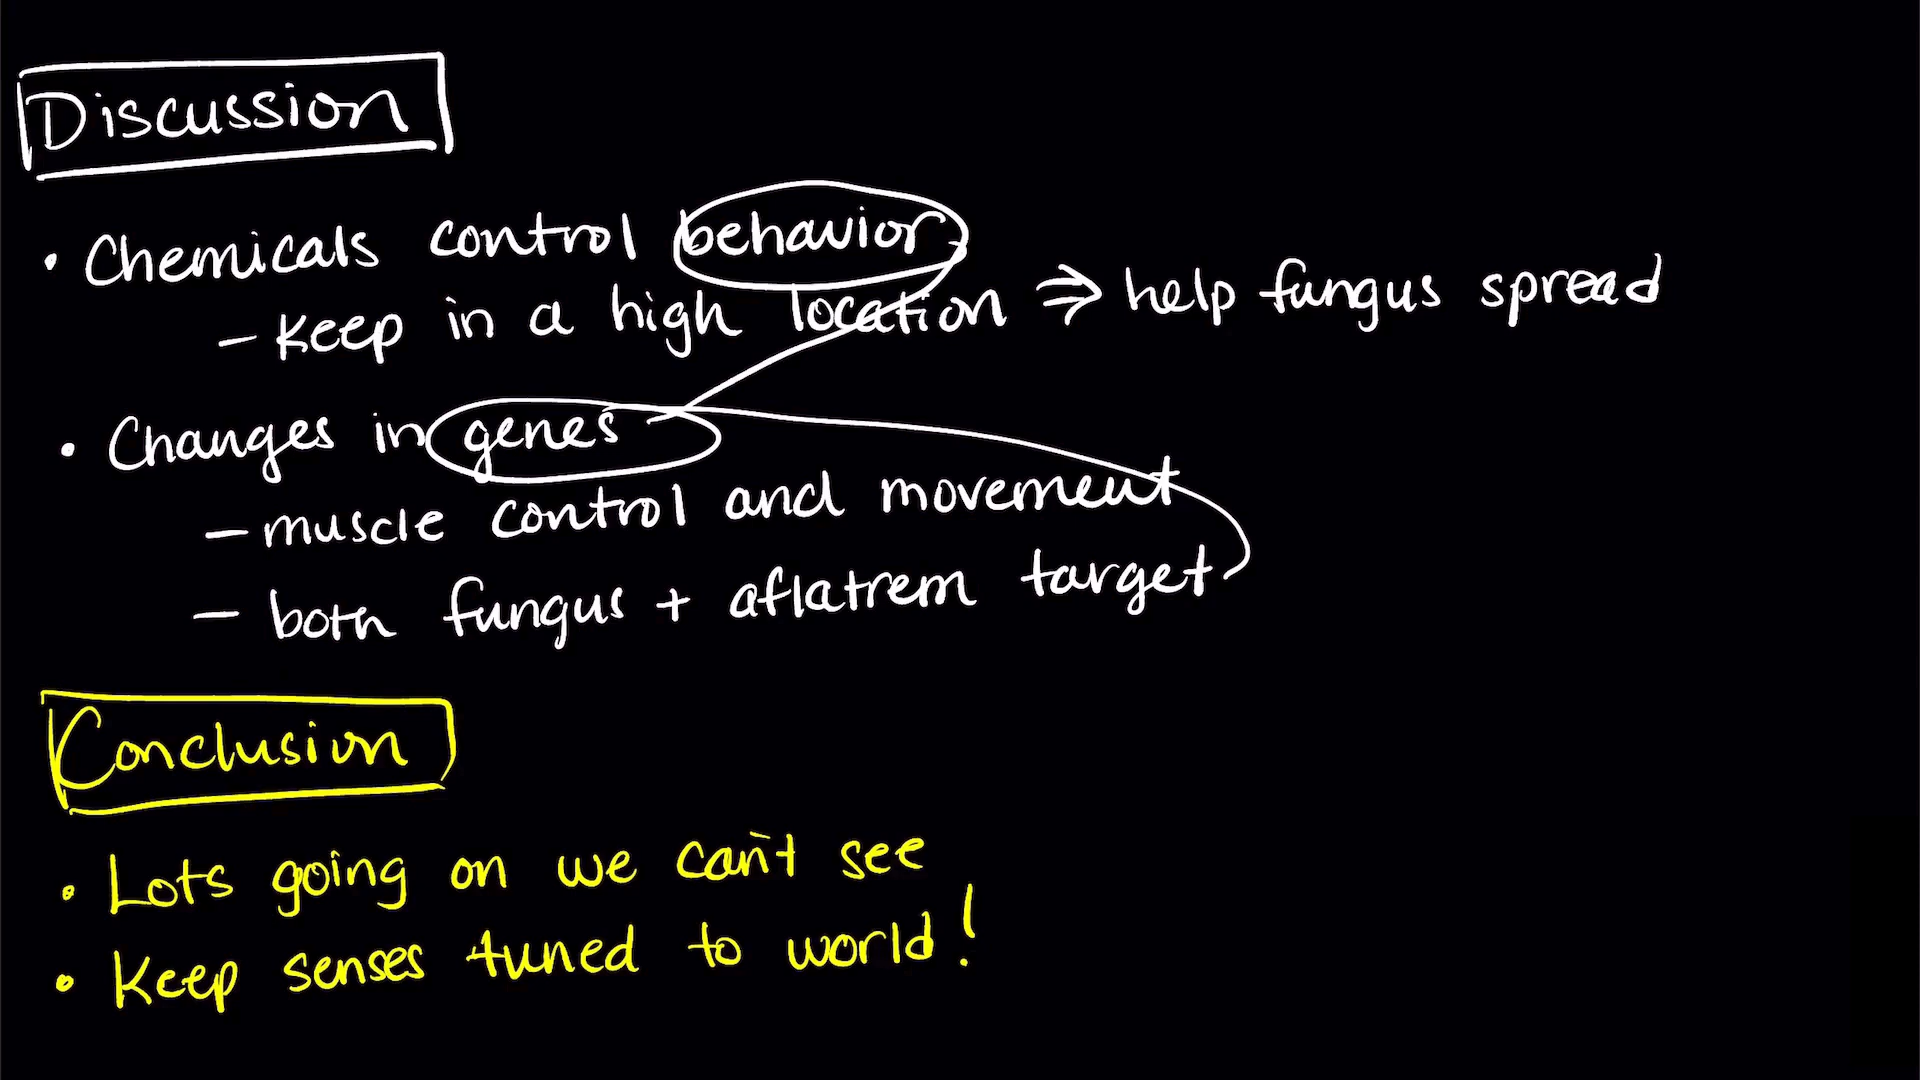 Discussion
• Chemicals control behavior
- Keep in a high location ⇒ help fungus spread
• Changes in genes
- muscle control and movement
- both fungus + aflatrem target
Conclusion
• Lots going on we can't see
• Keep senses tuned to world!